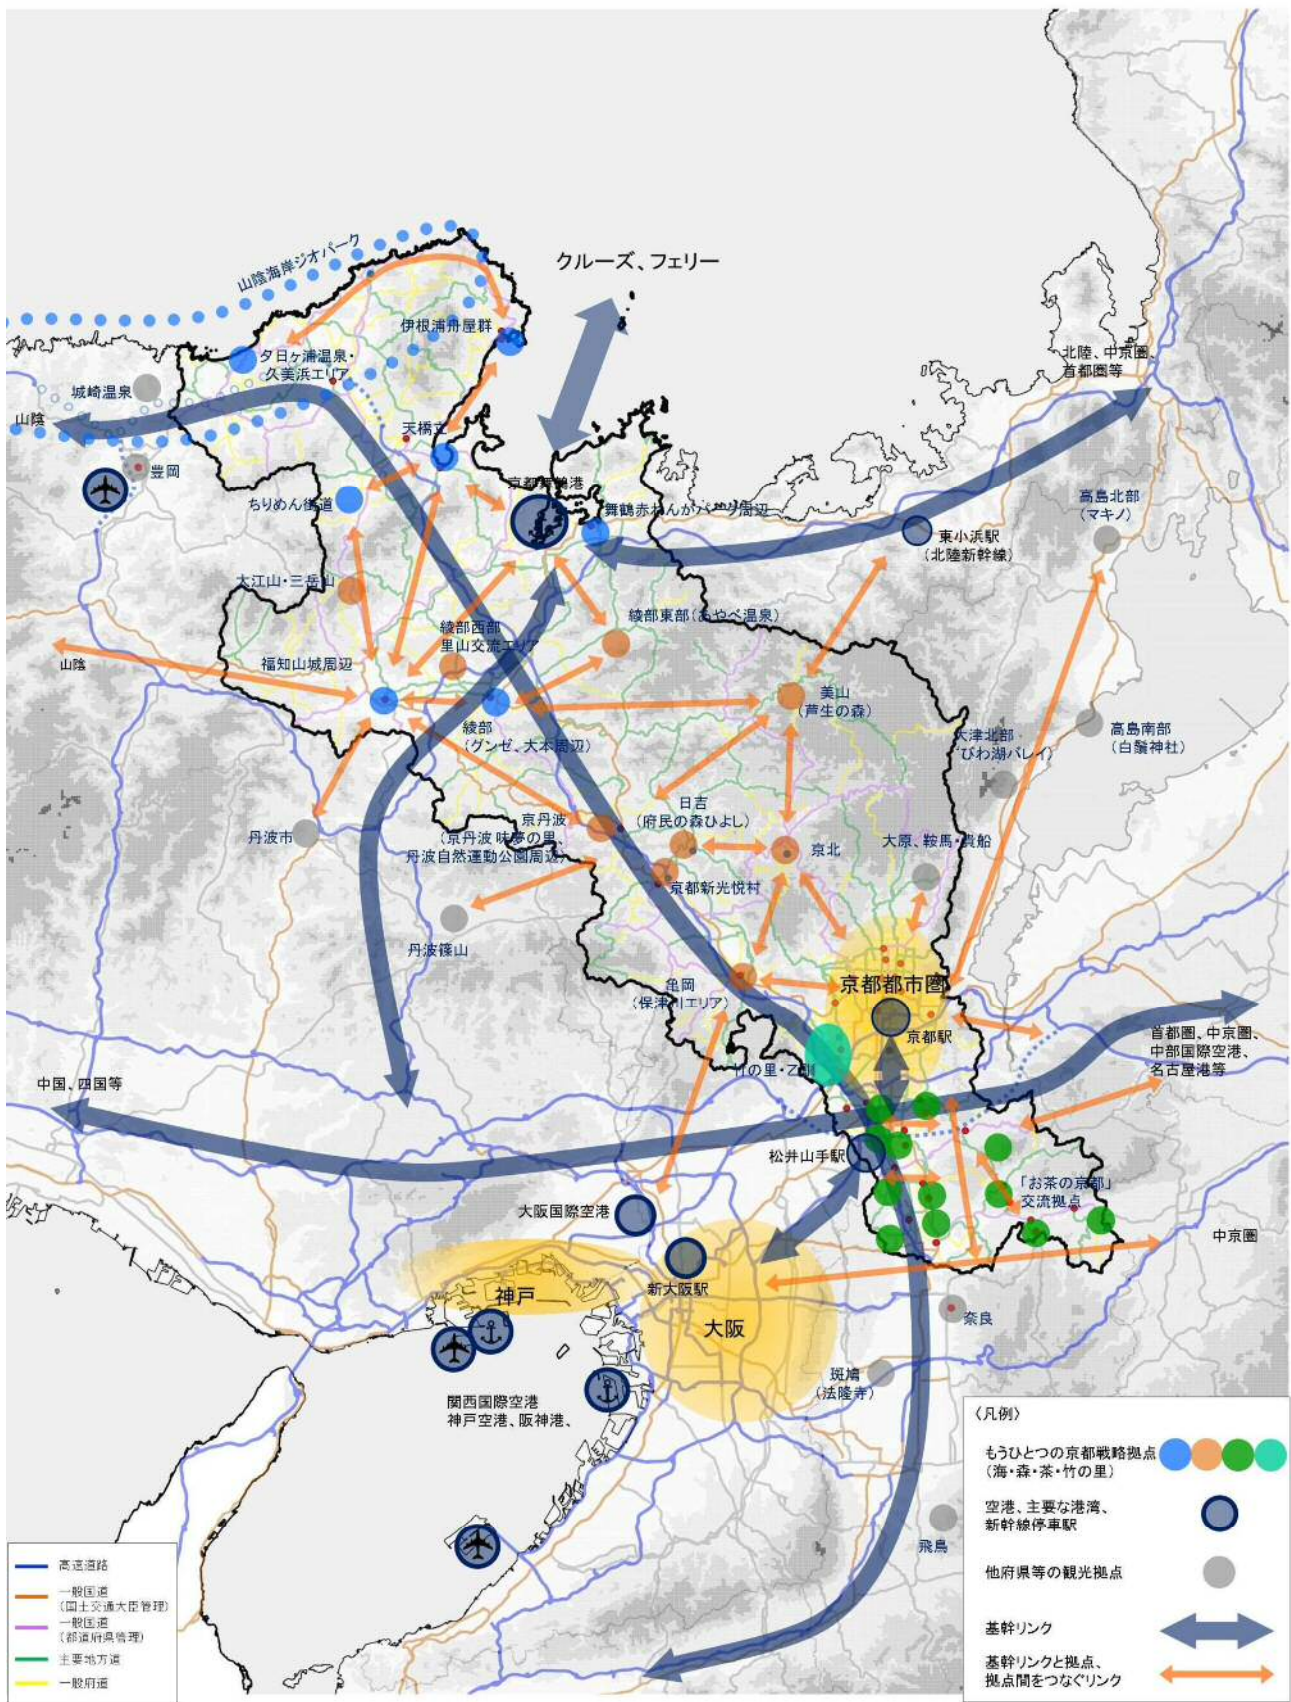 山陰海岸ジオパーク
クルーズ、フェリー
伊根浦舟屋群
夕日ヶ浦温泉・
久美浜エリア
城崎温泉
山陰
北陸、中京圏、
首都圏等
天橋立
豊岡
ちりめん街道
京都舞鶴港
舞鶴赤れんがパーク周辺
東小浜駅
(北陸新幹線)
高島北部
(マキノ)
大江山・三岳山
綾部東部(あやべ温泉)
綾部西部
里山交流エリア
山陰
福知山城周辺
綾部
(グンゼ、大本周辺)
美山
(芦生の森)
大津北部
(びわ湖バレイ)
高島南部
(白鬚神社)
丹波市
京丹波
(京丹波 味夢の里、
丹波自然運動公園周辺)
日吉
(府民の森ひよし)
京北
大原、鞍馬・貴船
京都新光悦村
丹波篠山
亀岡
(保津川エリア)
京都都市圏
京都駅
竹の里・乙訓
首都圏、中京圏、
中部国際空港、
名古屋港等
中国、四国等
松井山手駅
「お茶の京都」
交流拠点
大阪国際空港
新大阪駅
中京圏
神戸
大阪
奈良
斑鳩
(法隆寺)
関西国際空港
神戸空港、阪神港、
飛鳥
〈凡例〉
もうひとつの京都戦略拠点
(海・森・茶・竹の里)
空港、主要な港湾、
新幹線停車駅
他府県等の観光拠点
基幹リンク
基幹リンクと拠点、
拠点間をつなぐリンク
高速道路
一般国道
(国土交通大臣管理)
一般国道
(都道府県管理)
主要地方道
一般府道